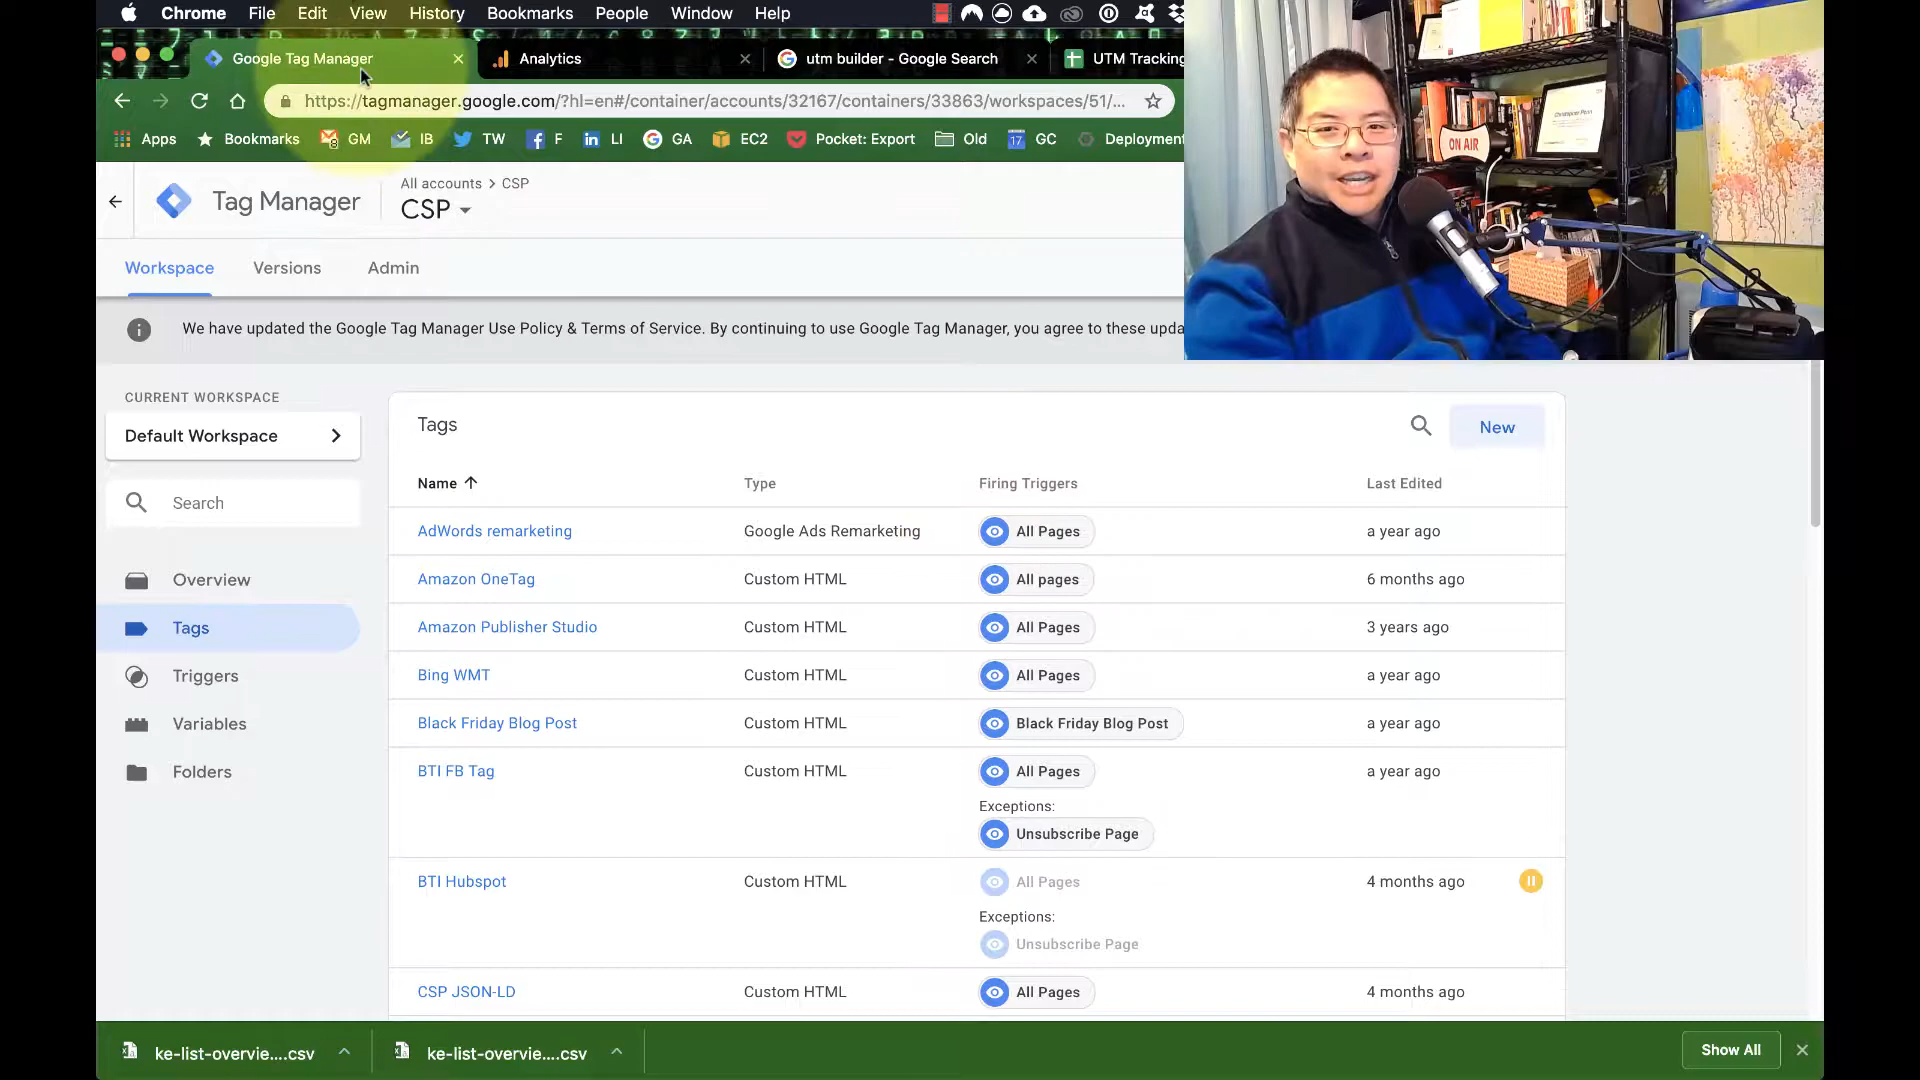 Chrome File Edit View History Bookmarks People Window Help
Google Tag Manager Analytics utm builder - Google Search UTM Tracking
https://tagmanager.google.com/?hl=en#/container/accounts/32167/containers/33863/workspaces/51/...
Apps Bookmarks GM IB TW F LI GA EC2 Pocket: Export Old GC Deployment
ON AIR
Christopher Penn
Tag Manager
All accounts > CSP
CSP
Workspace Versions Admin
We have updated the Google Tag Manager Use Policy & Terms of Service. By continuing to use Google Tag Manager, you agree to these upda
CURRENT WORKSPACE
Default Workspace
Search
Overview
Tags
Triggers
Variables
Folders
Tags New
Name Type Firing Triggers Last Edited
AdWords remarketing Google Ads Remarketing All Pages a year ago
Amazon OneTag Custom HTML All pages 6 months ago
Amazon Publisher Studio Custom HTML All Pages 3 years ago
Bing WMT Custom HTML All Pages a year ago
Black Friday Blog Post Custom HTML Black Friday Blog Post a year ago
BTI FB Tag Custom HTML All Pages a year ago
Exceptions:
Unsubscribe Page
BTI Hubspot Custom HTML All Pages 4 months ago
Exceptions:
Unsubscribe Page
CSP JSON-LD Custom HTML All Pages 4 months ago
ke-list-overvie....csv ke-list-overvie....csv Show All